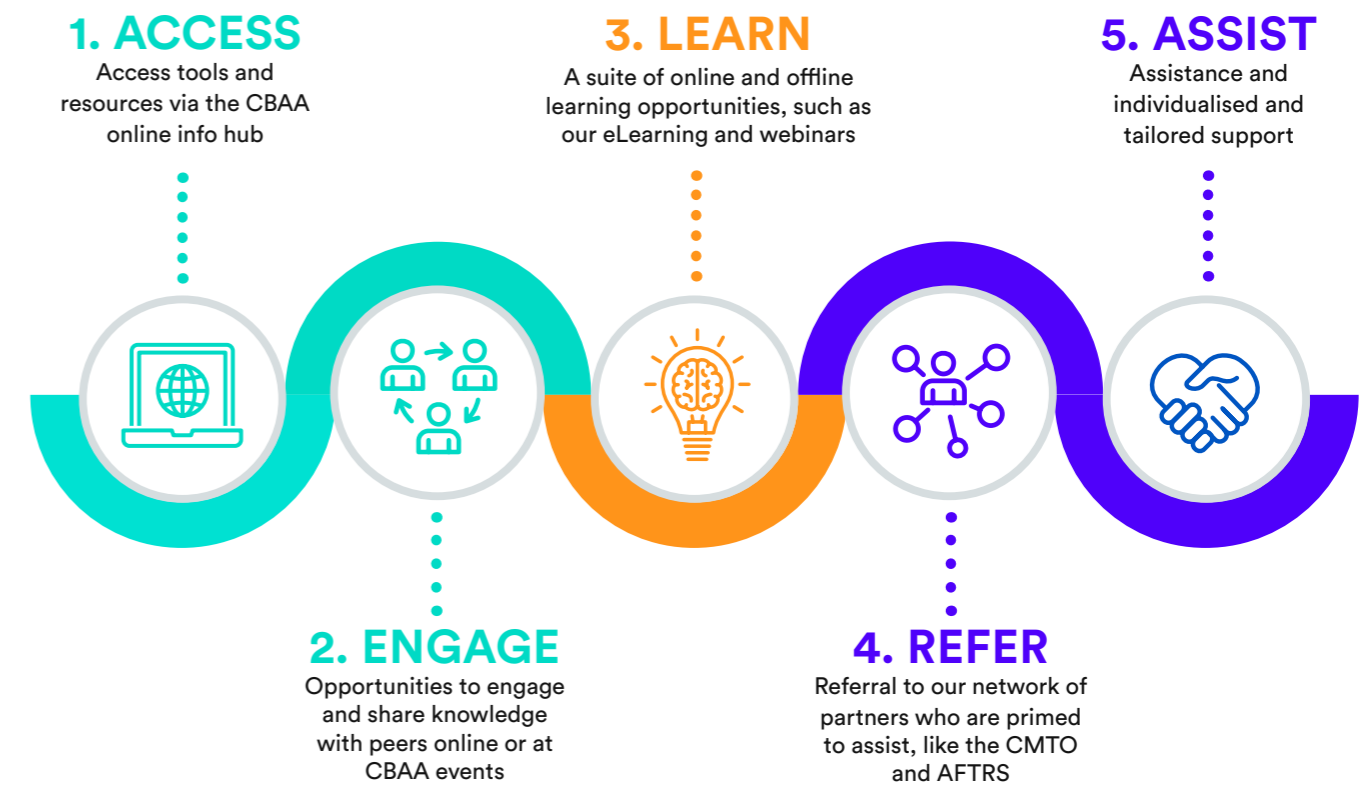 1. ACCESS
Access tools and
resources via the CBAA
online info hub
2. ENGAGE
Opportunities to engage
and share knowledge
with peers online or at
CBAA events
3. LEARN
A suite of online and offline
learning opportunities, such as
our eLearning and webinars
4. REFER
Referral to our network of
partners who are primed
to assist, like the CMTO
and AFTRS
5. ASSIST
Assistance and
individualised and
tailored support